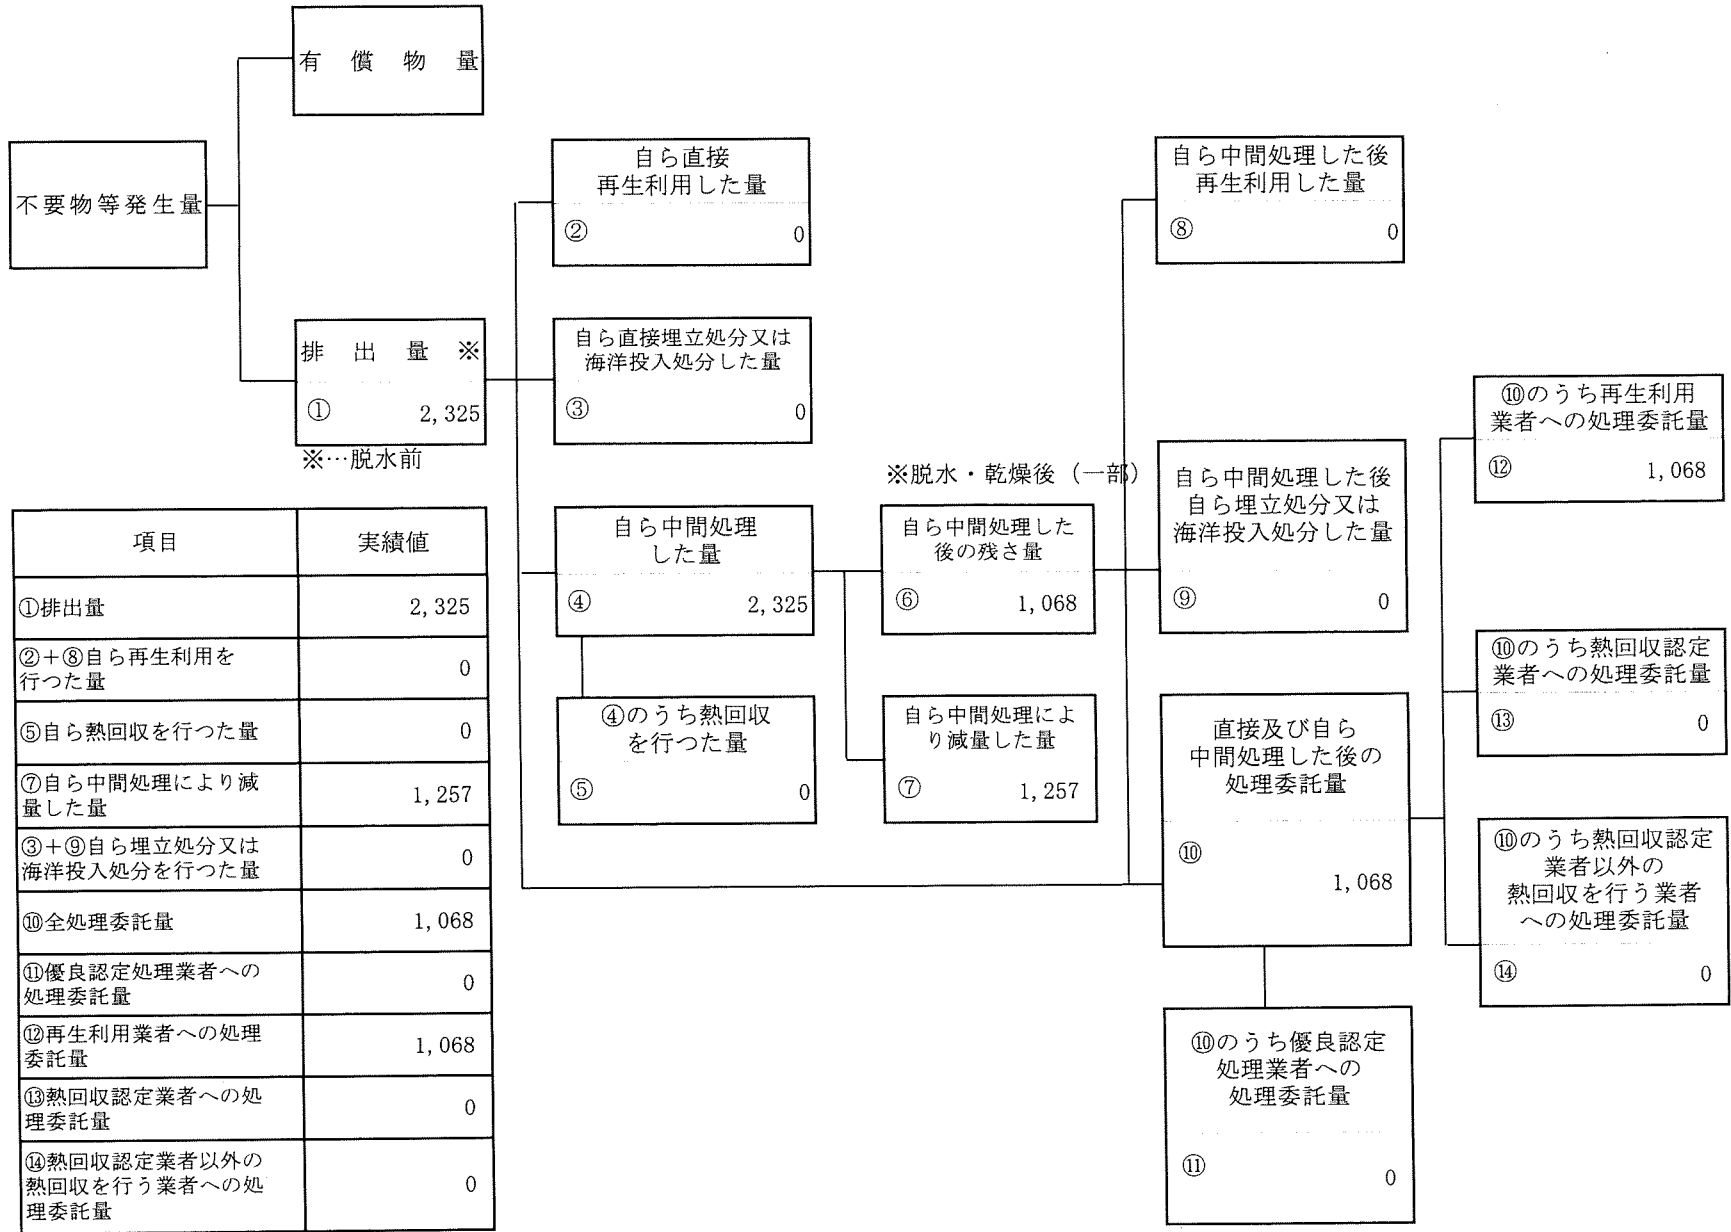 有償物量
不要物等発生量
排出量※
① 2,325
※…脱水前
自ら直接
再生利用した量
② 0
自ら直接埋立処分又は
海洋投入処分した量
③ 0
自ら中間処理
した量
④ 2,325
④のうち熱回収
を行つた量
⑤ 0
※脱水・乾燥後（一部）
自ら中間処理した
後の残さ量
⑥ 1,068
自ら中間処理によ
り減量した量
⑦ 1,257
自ら中間処理した後
再生利用した量
⑧ 0
自ら中間処理した後
自ら埋立処分又は
海洋投入処分した量
⑨ 0
直接及び自ら
中間処理した後の
処理委託量
⑩
1,068
⑩のうち優良認定
処理業者への
処理委託量
⑪ 0
⑩のうち再生利用
業者への処理委託量
⑫ 1,068
⑩のうち熱回収認定
業者への処理委託量
⑬ 0
⑩のうち熱回収認定
業者以外の
熱回収を行う業者
への処理委託量
⑭ 0
項目 実績値
①排出量 2,325
②＋⑧自ら再生利用を
行つた量 0
⑤自ら熱回収を行つた量 0
⑦自ら中間処理により減
量した量 1,257
③＋⑨自ら埋立処分又は
海洋投入処分を行つた量 0
⑩全処理委託量 1,068
⑪優良認定処理業者への
処理委託量 0
⑫再生利用業者への処理
委託量 1,068
⑬熱回収認定業者への処
理委託量 0
⑭熱回収認定業者以外の
熱回収を行う業者への処
理委託量 0